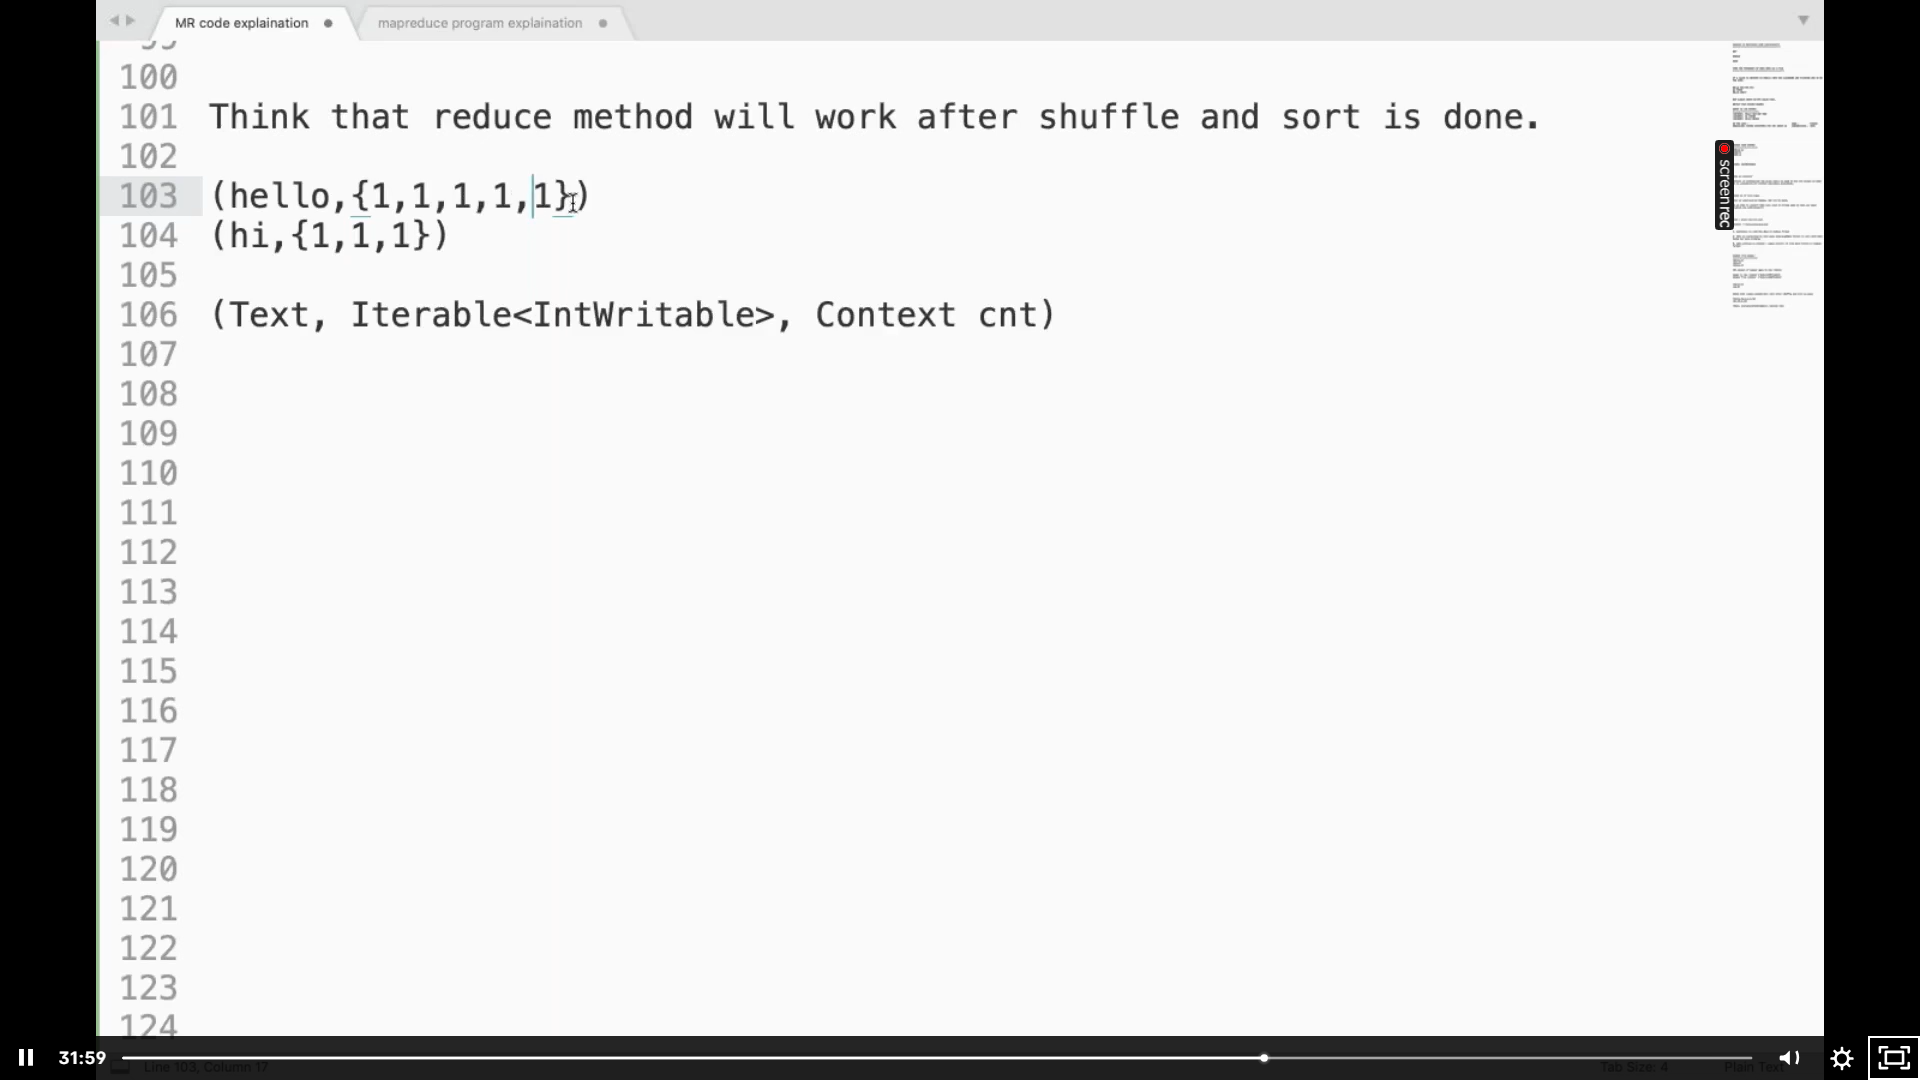 MR code explaination
mapreduce program explaination
99
100
101 Think that reduce method will work after shuffle and sort is done.
102
103 (hello,{1,1,1,1,1})
104 (hi,{1,1,1})
105
106 (Text, Iterable<IntWritable>, Context cnt)
107
108
109
110
111
112
113
114
115
116
117
118
119
120
121
122
123
124
screenrec
31:59
Line 103, Column 17
Tab Size: 4
Plain Text